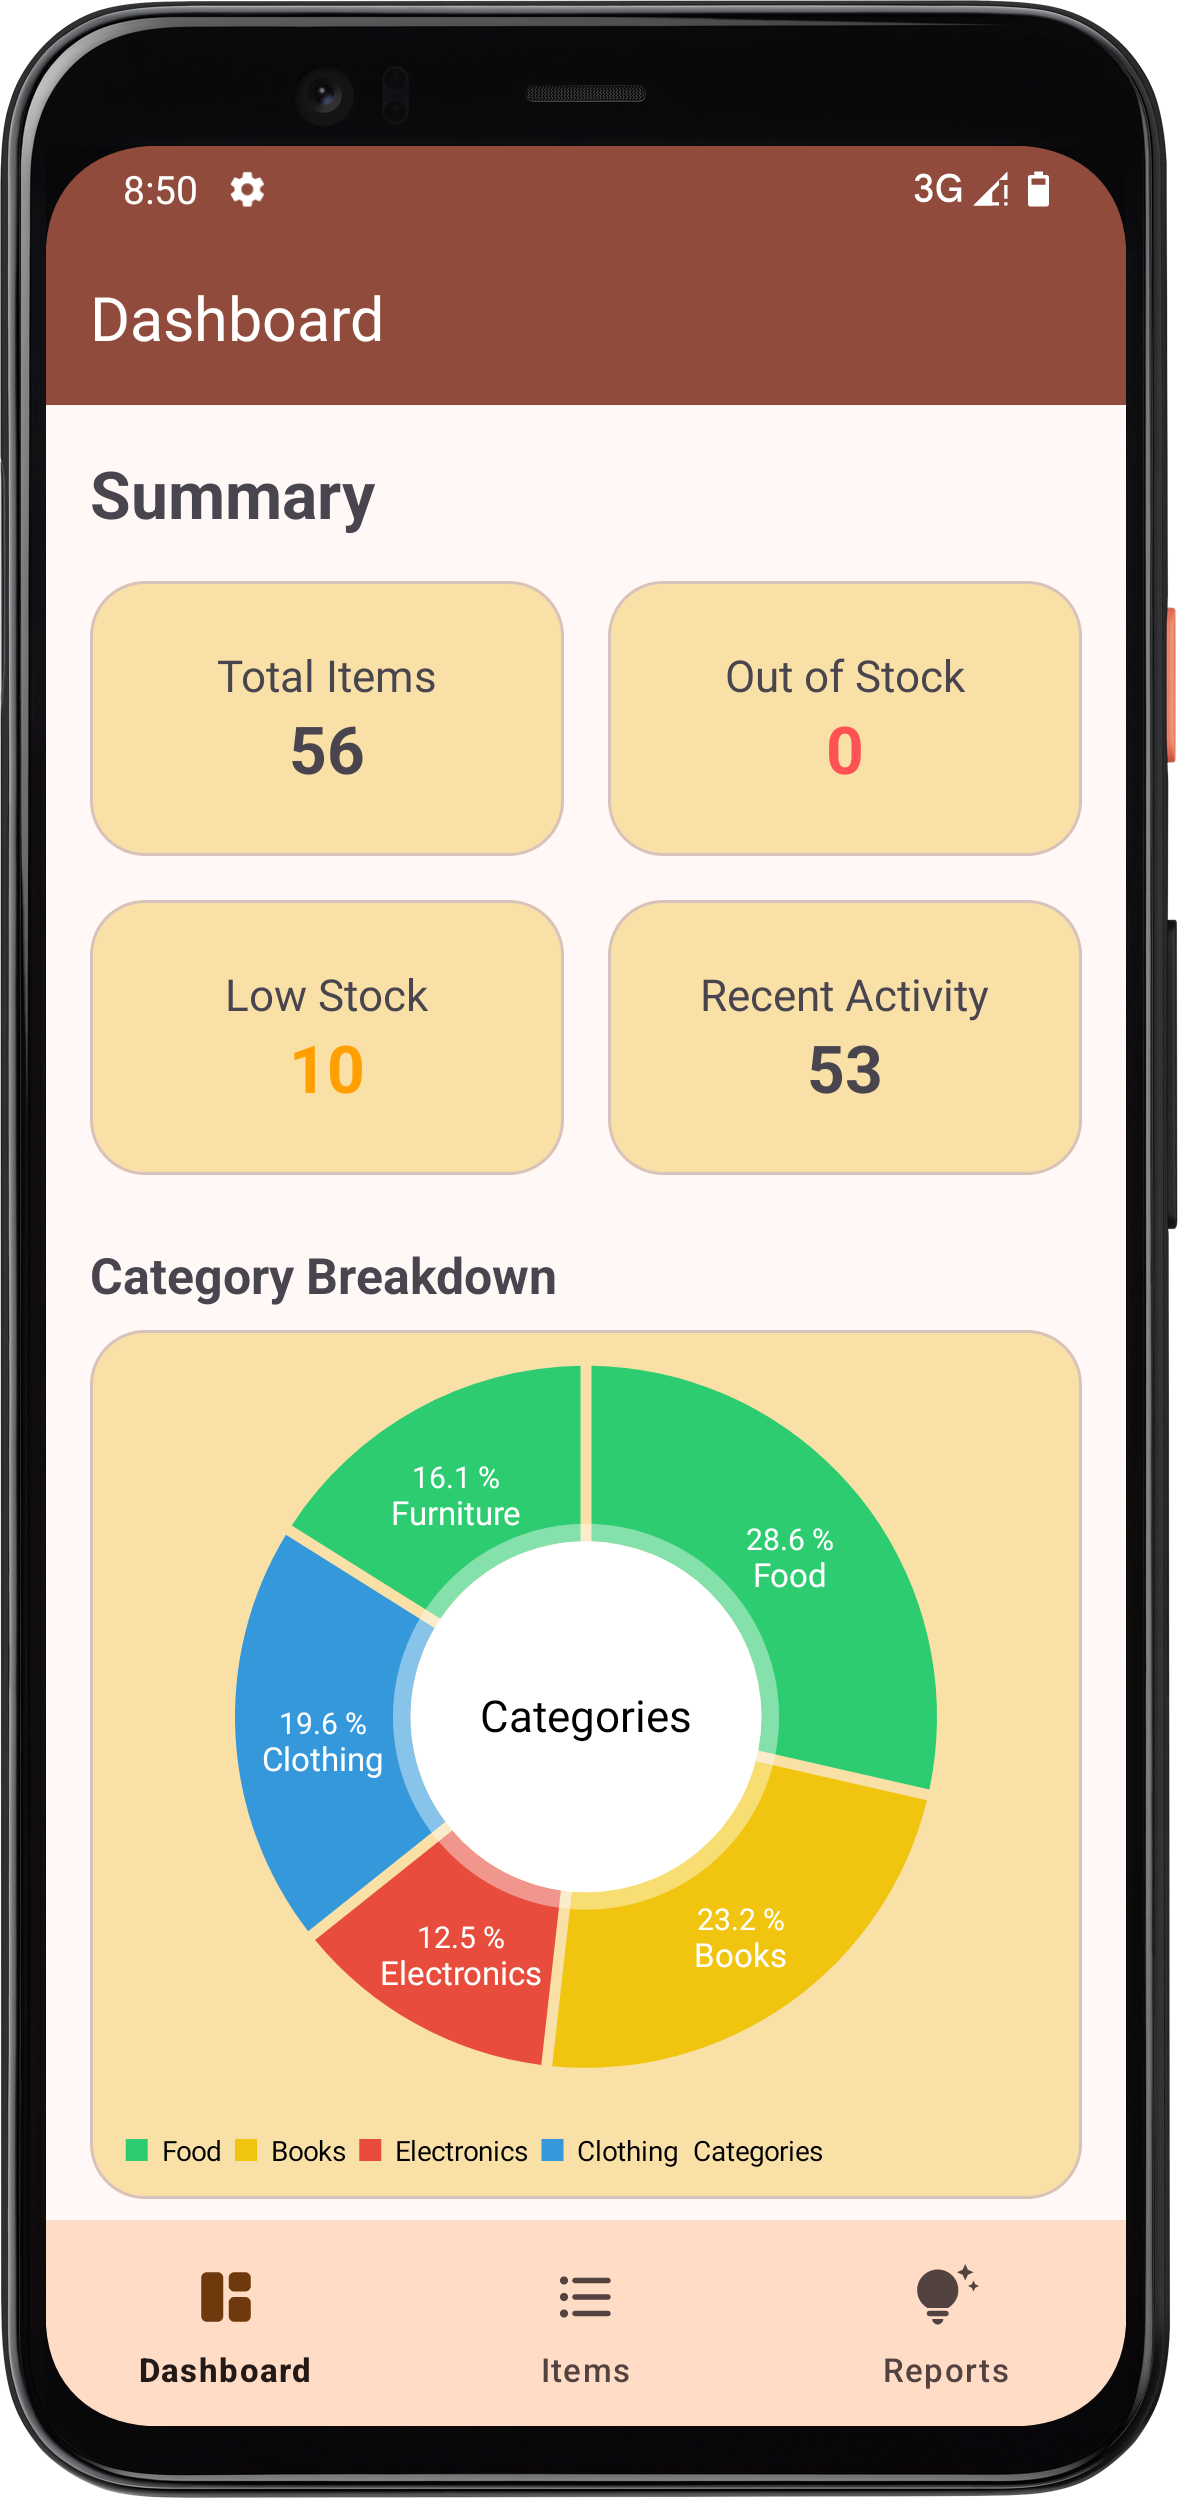 8:50
3G
Dashboard
Summary
Total Items
56
Out of Stock
0
Low Stock
10
Recent Activity
53
Category Breakdown
16.1 %
Furniture
28.6 %
Food
19.6 %
Clothing
Categories
12.5 %
Electronics
23.2 %
Books
Food Books Electronics Clothing Categories
Dashboard
Items
Reports